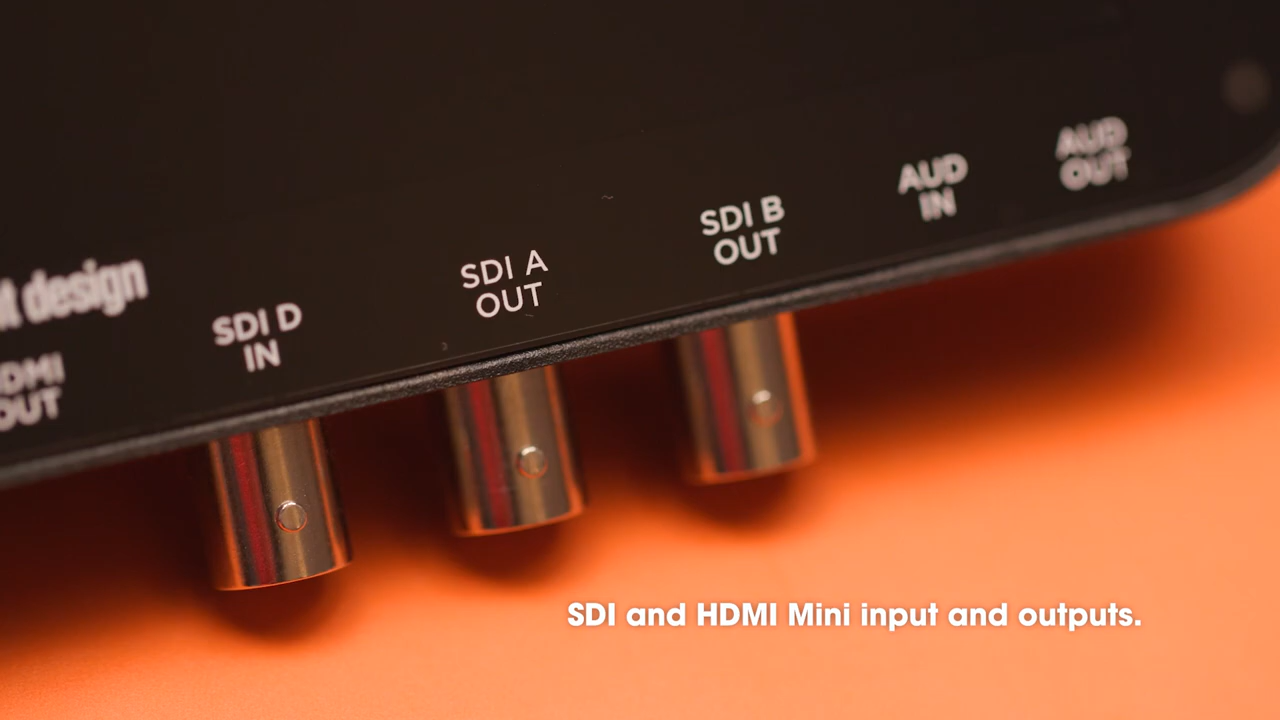 design
SDI D
IN
SDI A
OUT
SDI B
OUT
AUD
IN
AUD
OUT
OUT
SDI and HDMI Mini input and outputs.